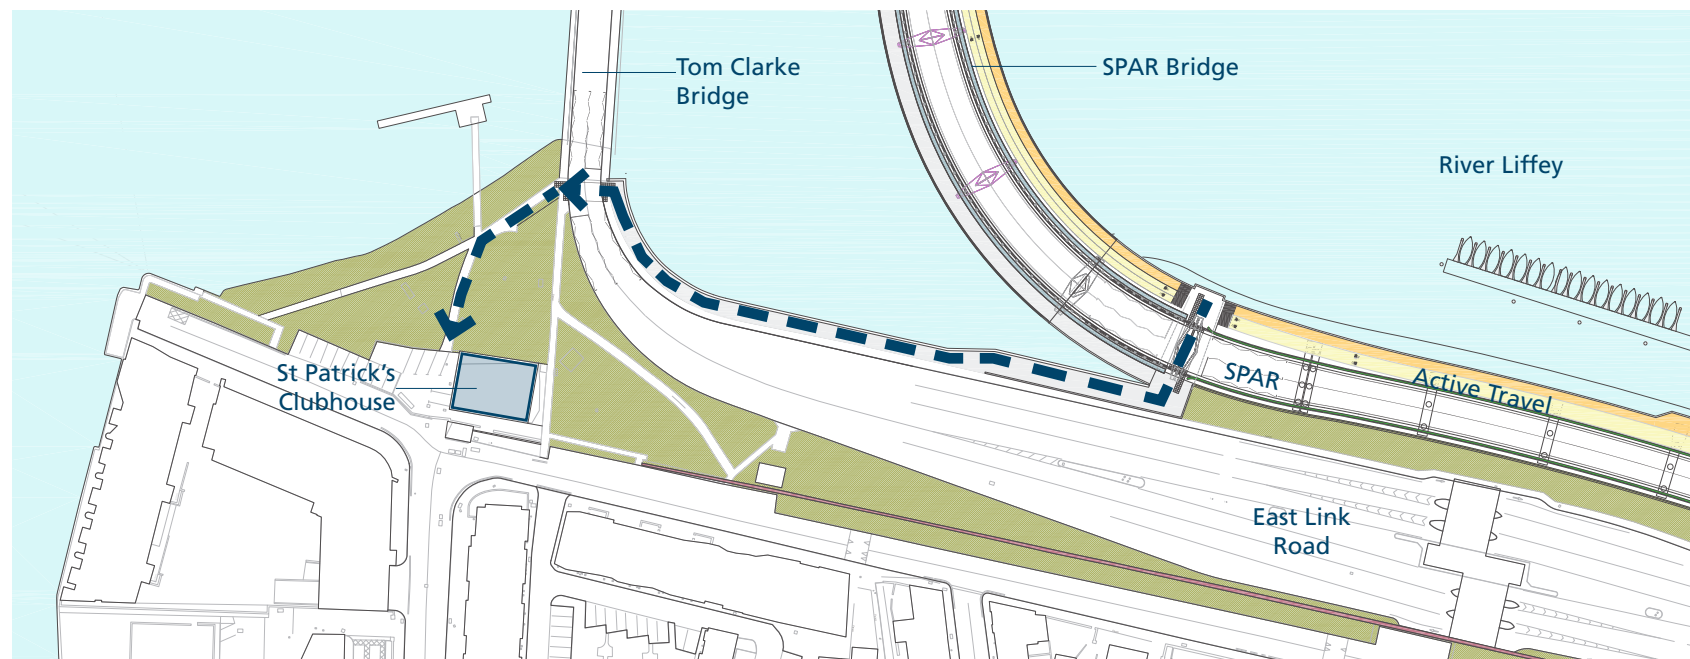 Tom Clarke
Bridge
SPAR Bridge
River Liffey
St Patrick's
Clubhouse
SPAR
Active Travel
East Link
Road